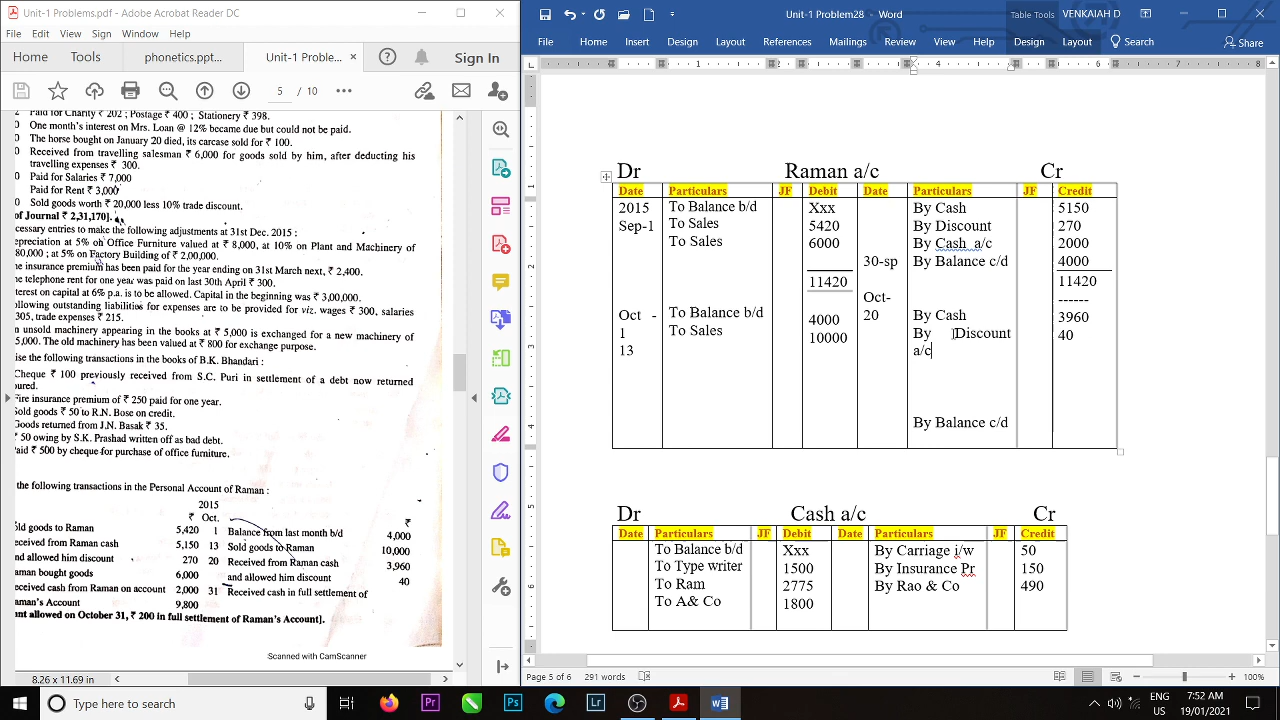 Unit-1 Problems.pdf - Adobe Acrobat Reader DC
File Edit View Sign Window Help
Home Tools phonetics.ppt... Unit-1 Proble... × Sign In
5 / 10
Paid for Charity ₹ 202 ; Postage ₹ 400 ; Stationery ₹ 398.
0 One month's interest on Mrs. Loan @ 12% became due but could not be paid.
0 The horse bought on January 20 died, its carcase sold for ₹ 100.
0 Received from travelling salesman ₹ 6,000 for goods sold by him, after deducting his
travelling expenses ₹ 300.
0 Paid for Salaries ₹ 7,000
Paid for Rent ₹ 3,000
0 Sold goods worth ₹ 20,000 less 10% trade discount.
of Journal ₹ 2,31,170].
cessary entries to make the following adjustments at 31st Dec. 2015 :
epreciation at 5% on Office Furniture valued at ₹ 8,000, at 10% on Plant and Machinery of
80,000 ; at 5% on Factory Building of ₹ 2,00,000.
ne insurance premium has been paid for the year ending on 31st March next, ₹ 2,400.
ne telephone rent for one year was paid on last 30th April ₹ 300.
terest on capital at 6% p.a. is to be allowed. Capital in the beginning was ₹ 3,00,000.
ollowing outstanding liabilities for expenses are to be provided for viz. wages ₹ 300, salaries
305, trade expenses ₹ 215.
n unsold machinery appearing in the books at ₹ 5,000 is exchanged for a new machinery of
5,000. The old machinery has been valued at ₹ 800 for exchange purpose.
ise the following transactions in the books of B.K. Bhandari :
Cheque ₹ 100 previously received from S.C. Puri in settlement of a debt now returned
oured.
Fire insurance premium of ₹ 250 paid for one year.
Sold goods ₹ 50 to R.N. Bose on credit.
Goods returned from J.N. Basak ₹ 35.
₹ 50 owing by S.K. Prashad written off as bad debt.
Paid ₹ 500 by cheque for purchase of office furniture.
the following transactions in the Personal Account of Raman :
2015
₹ Oct. ₹
old goods to Raman 5,420 1 Balance from last month b/d 4,000
eceived from Raman cash 5,150 13 Sold goods to Raman 10,000
nd allowed him discount 270 20 Received from Raman cash 3,960
aman bought goods 6,000 and allowed him discount 40
eceived cash from Raman on account 2,000 31 Received cash in full settlement of
aman's Account 9,800
nt allowed on October 31, ₹ 200 in full settlement of Raman's Account].
Scanned with CamScanner
8.26 x 11.69 in
Unit-1 Problem28 - Word Table Tools VENKAIAH D
File Home Insert Design Layout References Mailings Review View Help Design Layout Search Share
Dr Raman a/c Cr
Date Particulars JF Debit Date Particulars JF Credit
2015 To Balance b/d Xxx By Cash 5150
Sep-1 To Sales 5420 By Discount 270
To Sales 6000 By Cash a/c 2000
30-sp By Balance c/d 4000
11420 11420
Oct- ------
Oct - To Balance b/d 4000 20 By Cash 3960
1 To Sales 10000 By Discount 40
13 a/c
By Balance c/d
Dr Cash a/c Cr
Date Particulars JF Debit Date Particulars JF Credit
To Balance b/d Xxx By Carriage i/w 50
To Type writer 1500 By Insurance Pr 150
To Ram 2775 By Rao & Co 490
To A& Co 1800
Page 5 of 6 291 words 100%
Type here to search
ENG US 7:52 AM 19/01/2021